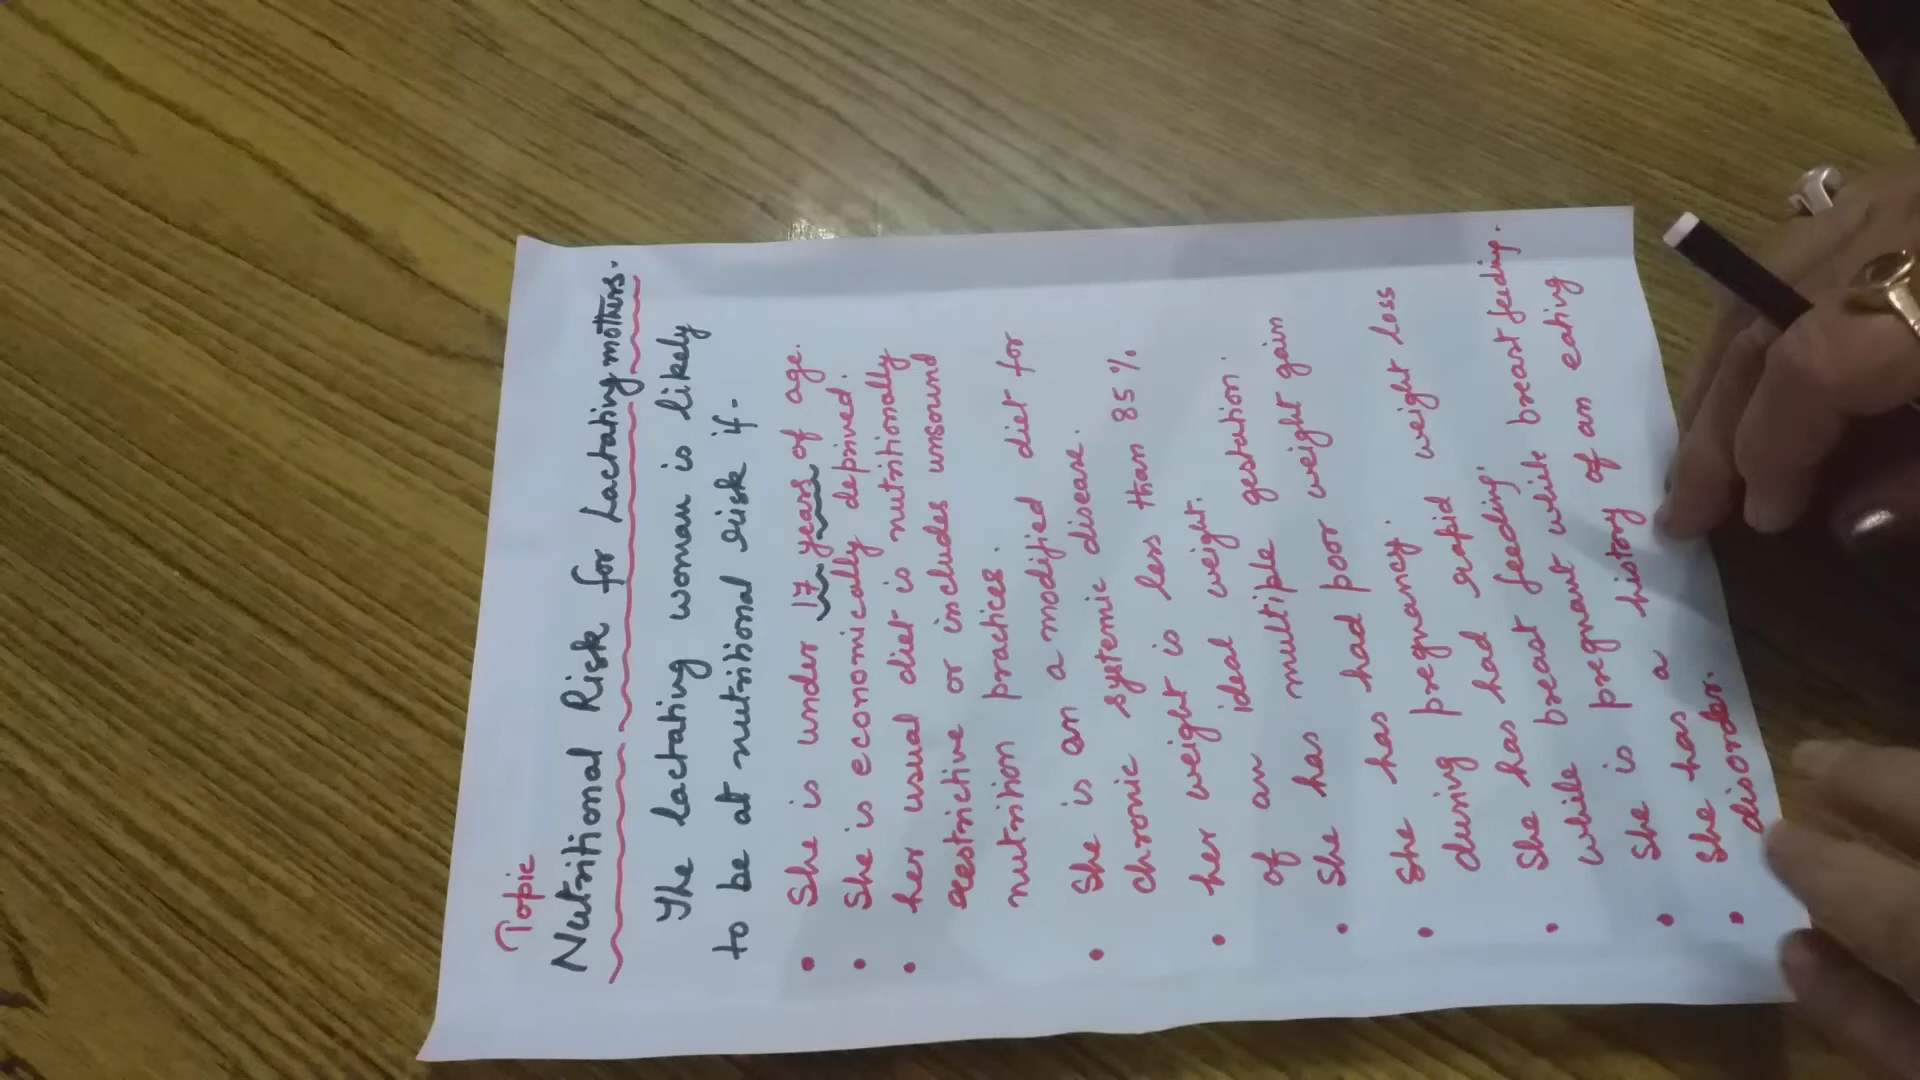 Topic
Nutritional Risk for Lactating mothers.
The lactating woman is likely
to be at nutritional risk if-
• She is under 17 years of age.
• She is economically deprived.
• her usual diet is nutritionally
restrictive or includes unsound
nutrition practices.
• She is on a modified diet for
chronic systemic disease.
• her weight is less than 85%
of an ideal weight.
• She has multiple gestation.
• She has had poor weight gain
during pregnancy.
• She has had rapid weight loss
while breast feeding.
• She is pregnant while breast feeding.
• She has a history of an eating
disorder.